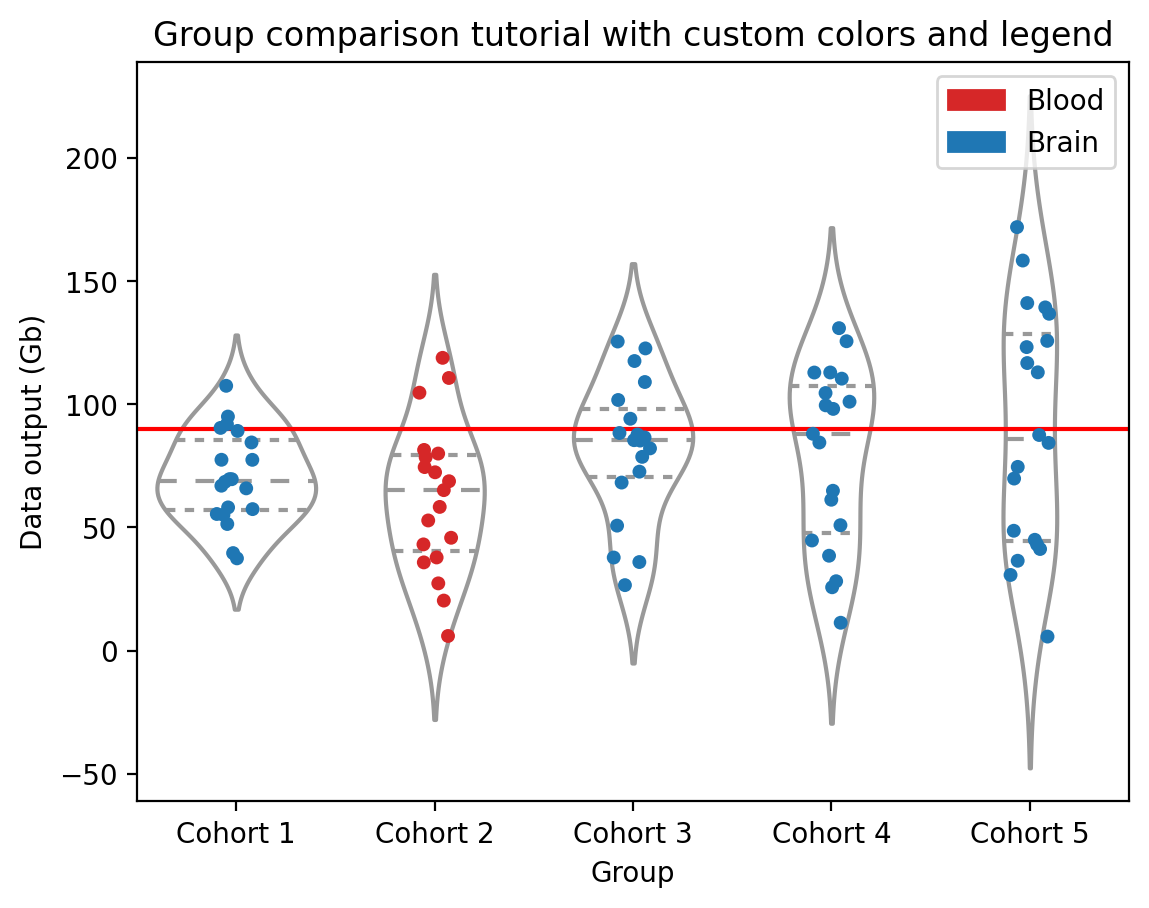 Group comparison tutorial with custom colors and legend
Blood
Brain
Data output (Gb)
200
150
100
50
0
−50
Cohort 1 Cohort 2 Cohort 3 Cohort 4 Cohort 5
Group